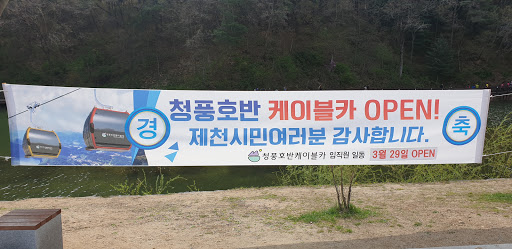 경 청풍호반 케이블카 OPEN! 축
제천시민여러분 감사합니다.
청풍호반케이블카 임직원 일동 3월 29일 OPEN